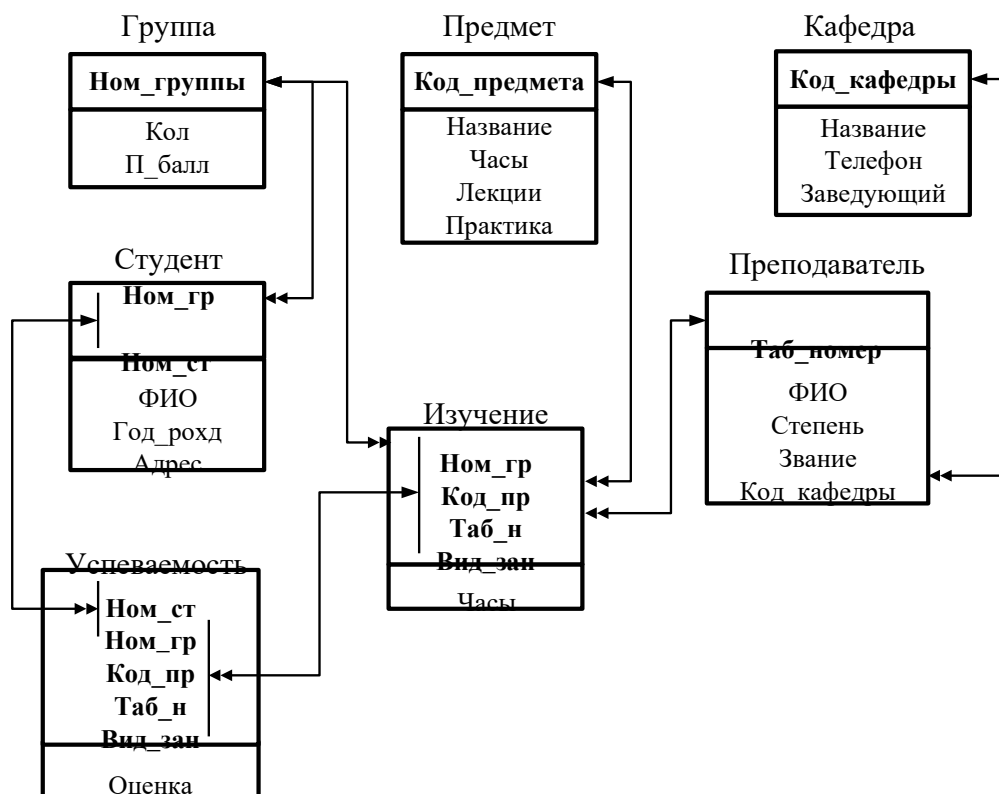 Группа
Ном_группы
Кол
П_балл
Предмет
Код_предмета
Название
Часы
Лекции
Практика
Кафедра
Код_кафедры
Название
Телефон
Заведующий
Студент
Ном_гр
Ном_ст
ФИО
Год_рохд
Адрес
Преподаватель
Таб_номер
ФИО
Степень
Звание
Код_кафедры
Изучение
Ном_гр
Код_пр
Таб_н
Вид_зан
Часы
Успеваемость
Ном_ст
Ном_гр
Код_пр
Таб_н
Вид_зан
Оценка